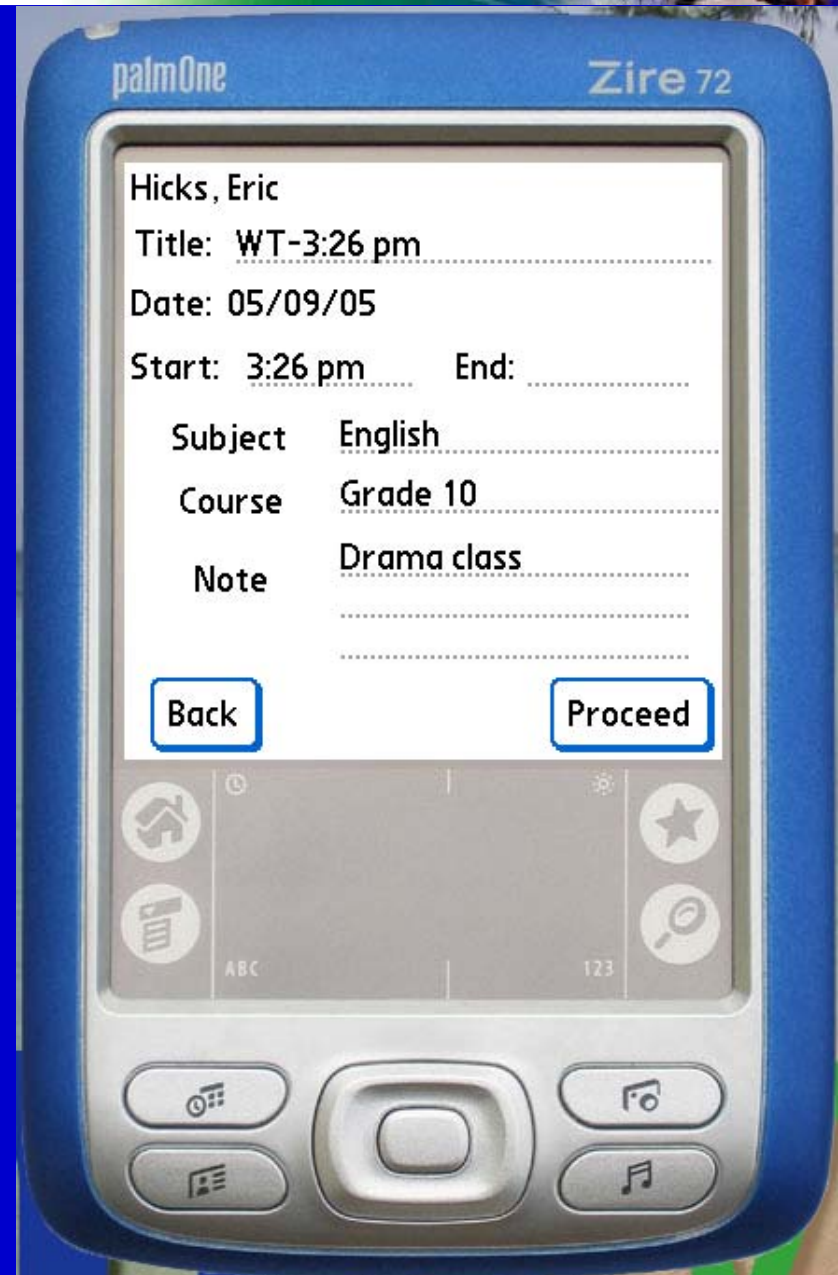 palmOne Zire 72
Hicks, Eric
Title: WT-3:26 pm
Date: 05/09/05
Start: 3:26 pm End:
Subject English
Course Grade 10
Note Drama class
Back Proceed
ABC 123